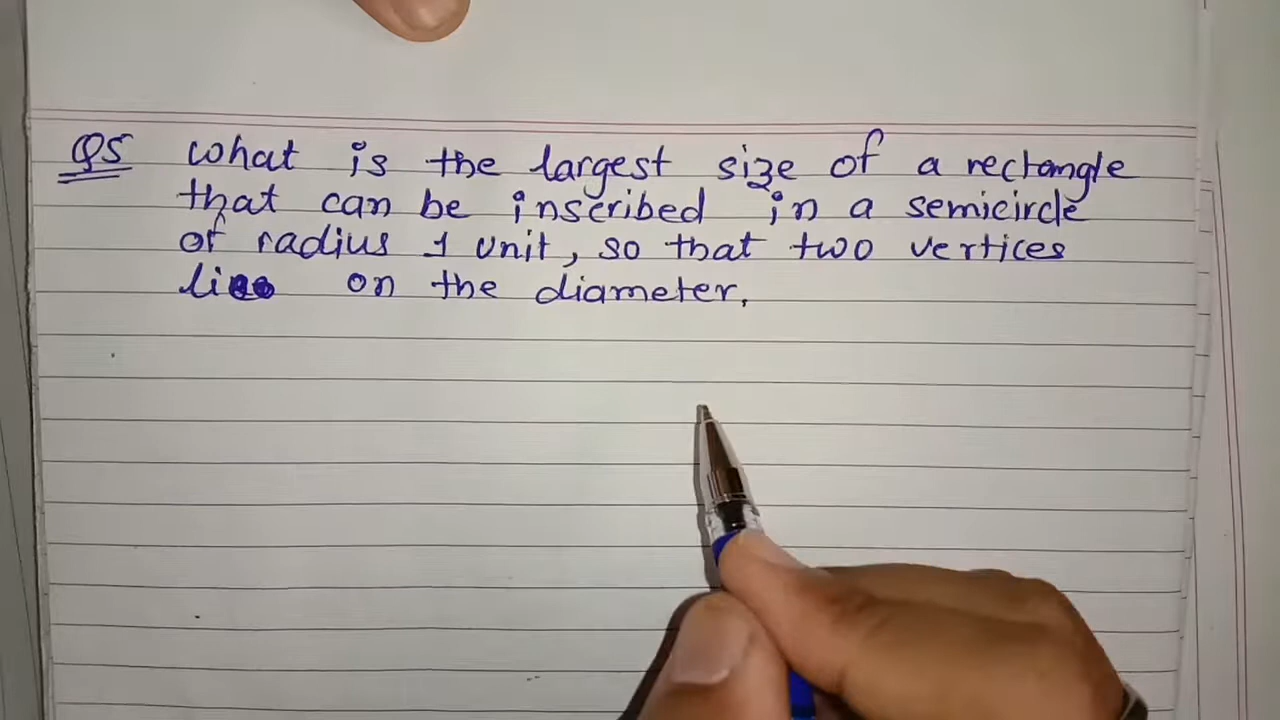 Q5 What is the largest size of a rectangle
that can be inscribed in a semicircle
of radius 1 unit, so that two vertices
lie on the diameter.